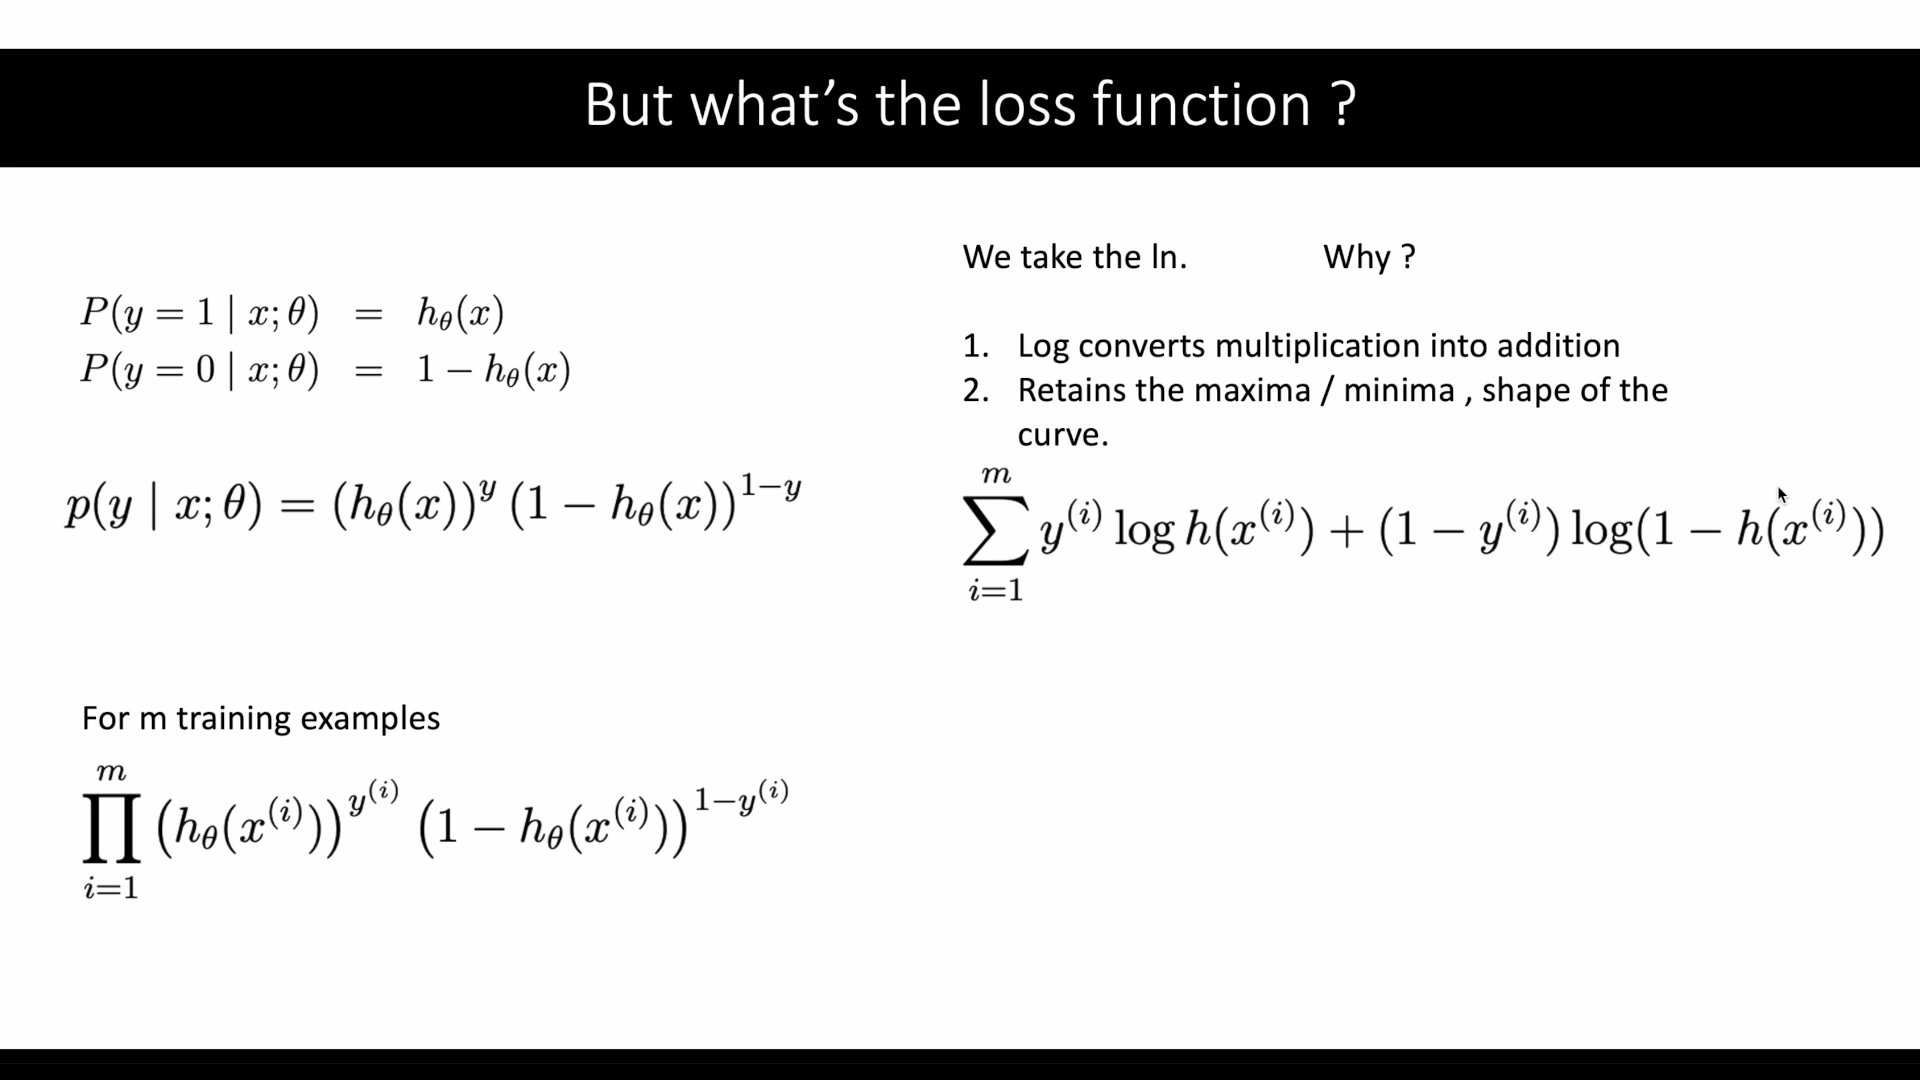 But what's the loss function ?
P(y = 1 | x; θ) = h_θ(x)
P(y = 0 | x; θ) = 1 − h_θ(x)
p(y | x; θ) = (h_θ(x))^y (1 − h_θ(x))^{1−y}
For m training examples
∏_{i=1}^{m} (h_θ(x^{(i)}))^{y^{(i)}} (1 − h_θ(x^{(i)}))^{1−y^{(i)}}
We take the ln. Why ?
1. Log converts multiplication into addition
2. Retains the maxima / minima , shape of the
curve.
∑_{i=1}^{m} y^{(i)} log h(x^{(i)}) + (1 − y^{(i)}) log(1 − h(x^{(i)}))